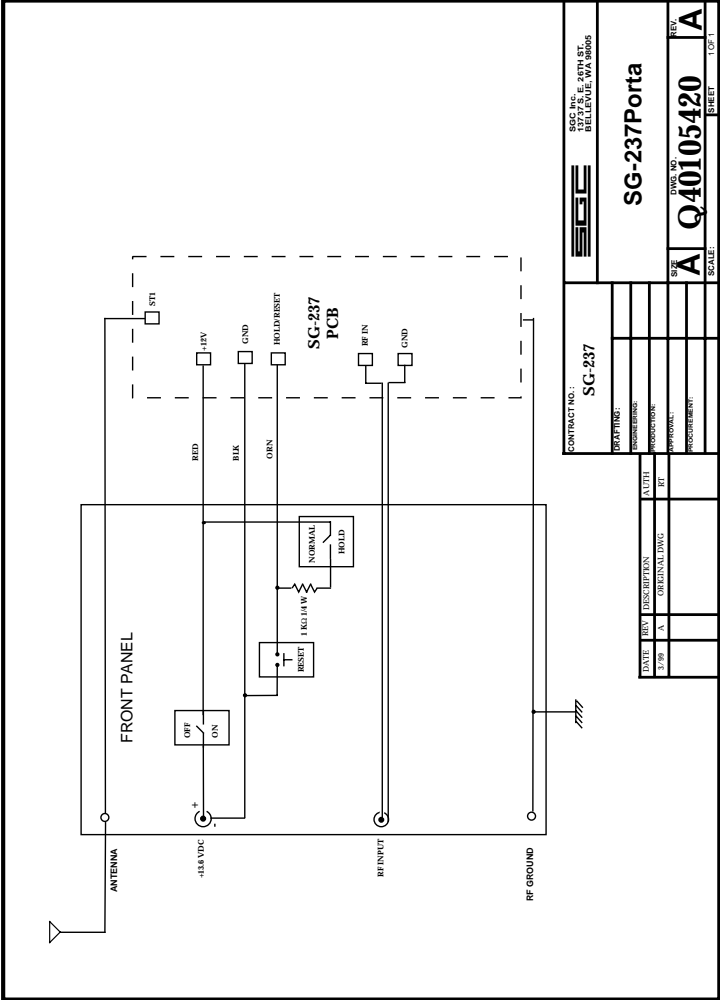 FRONT PANEL
ANTENNA
+13.6 VDC
+
-
RF INPUT
RF GROUND
OFF
ON
RESET
1 KΩ 1/4 W
NORMAL
HOLD
RED
BLK
ORN
ST1
+12V
GND
HOLD/RESET
SG-237
PCB
RF IN
GND
DATE REV DESCRIPTION AUTH
3/99 A ORIGINAL DWG RT
CONTRACT NO. :
SG-237
DRAFTING:
ENGINEERING:
PRODUCTION:
APPROVAL:
PROCUREMENT:
SGC
SGC Inc.
13737 S. E. 26TH ST.
BELLEVUE, WA 98005
SG-237Porta
SIZE
A
DWG. NO.
Q40105420
REV.
A
SCALE:
SHEET
1 OF 1